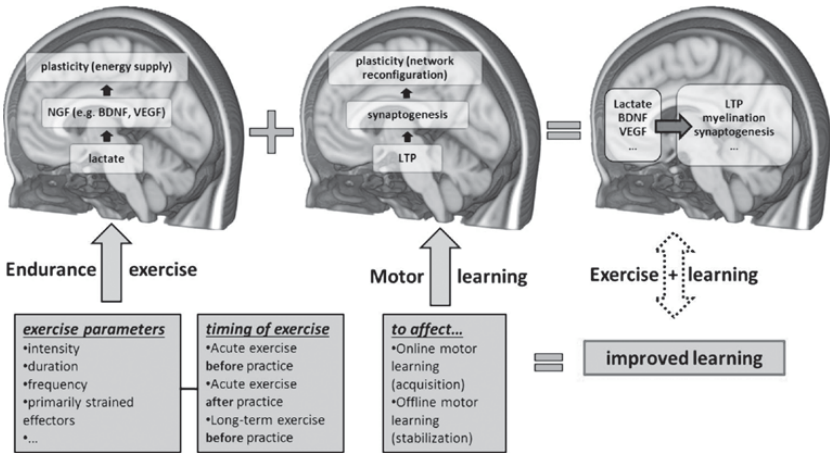 plasticity (energy supply)
NGF (e.g. BDNF, VEGF)
lactate
+
plasticity (network
reconfiguration)
synaptogenesis
LTP
=
Lactate
BDNF
VEGF
...
LTP
myelination
synaptogenesis
...
Endurance exercise
Motor learning
Exercise + learning
exercise parameters
•intensity
•duration
•frequency
•primarily strained
effectors
•...
timing of exercise
•Acute exercise
before practice
•Acute exercise
after practice
•Long-term exercise
before practice
to affect...
•Online motor
learning
(acquisition)
•Offline motor
learning
(stabilization)
=
improved learning